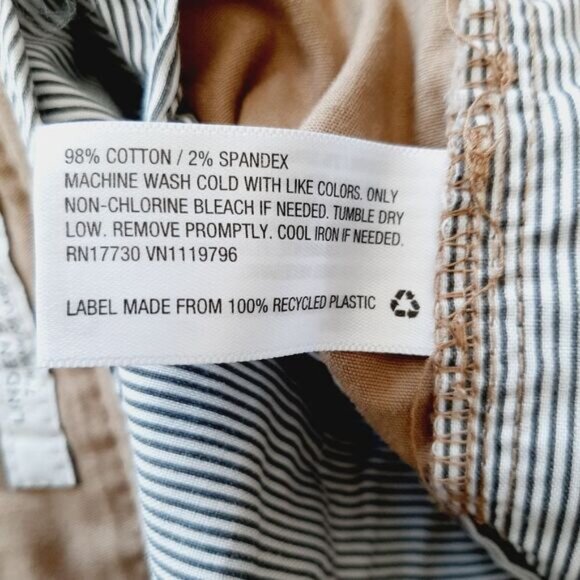 98% COTTON / 2% SPANDEX
MACHINE WASH COLD WITH LIKE COLORS. ONLY
NON-CHLORINE BLEACH IF NEEDED. TUMBLE DRY
LOW. REMOVE PROMPTLY. COOL IRON IF NEEDED.
RN17730 VN1119796
LABEL MADE FROM 100% RECYCLED PLASTIC